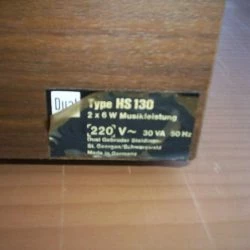 Dual Type HS 130
2 x 6 W Musikleistung
220 V~ 30 VA 50 Hz
Dual Gebrüder Steidinger
St. Georgen/Schwarzwald
Made in Germany